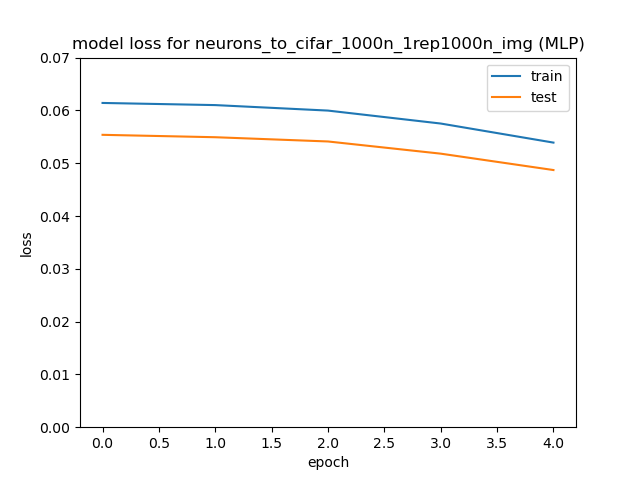 model loss for neurons_to_cifar_1000n_1rep1000n_img (MLP)
train
test
loss
0.07
0.06
0.05
0.04
0.03
0.02
0.01
0.00
0.0 0.5 1.0 1.5 2.0 2.5 3.0 3.5 4.0
epoch